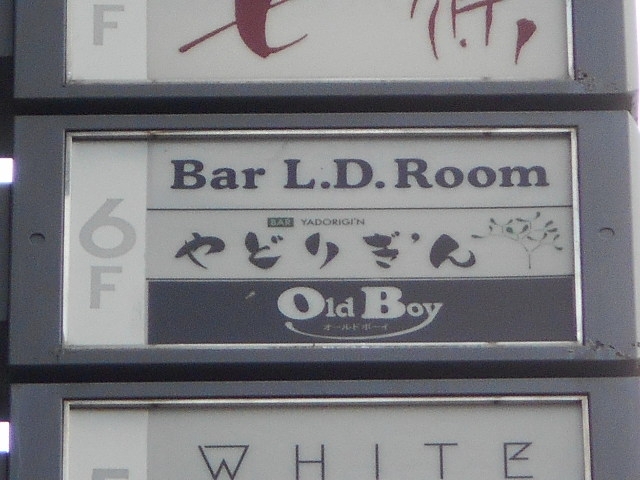 F
Bar L.D.Room
6F
BAR YADORIGI'N
やどりぎ'ん
Old Boy
オールドボーイ
WHITE